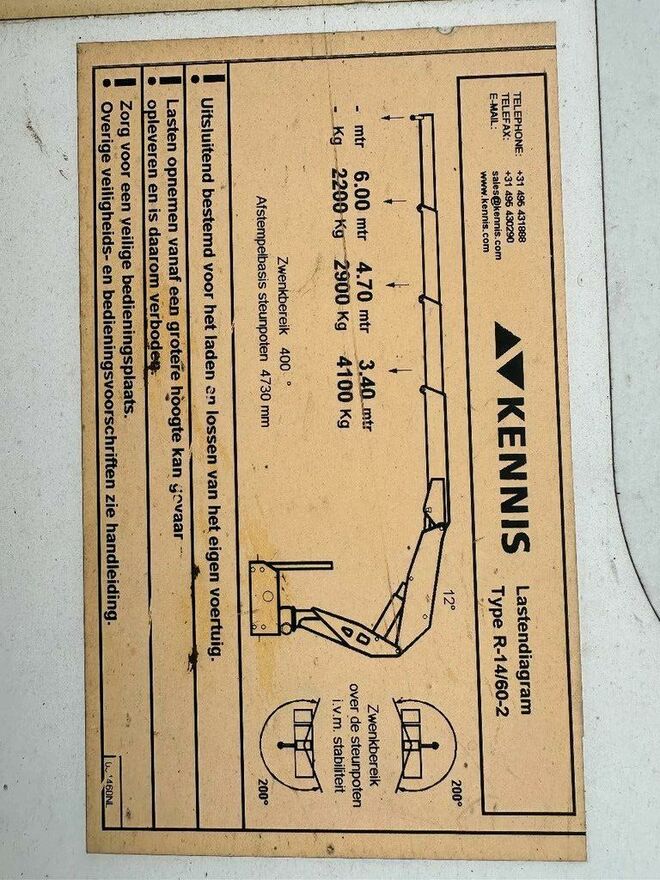 TELEPHONE: +31 495 431888
TELEFAX: +31 495 430290
E-MAIL: sales@kennis.com
www.kennis.com
KENNIS
Lastendiagram
Type R-14/60-2
12°
- mtr 6.00 mtr 4.70 mtr 3.40 mtr
- Kg 2200 Kg 2900 Kg 4100 Kg
Zwenkbereik 400 °
Afstempelbasis steunpoten 4730 mm
200°
Zwenkbereik
over de steunpoten
i.v.m. stabiliteit
200°
! Uitsluitend bestemd voor het laden en lossen van het eigen voertuig.
! Lasten opnemen vanaf een grotere hoogte kan gevaar
opleveren en is daarom verboden.
! Zorg voor een veilige bedieningsplaats.
Overige veiligheids- en bedieningsvoorschriften zie handleiding.